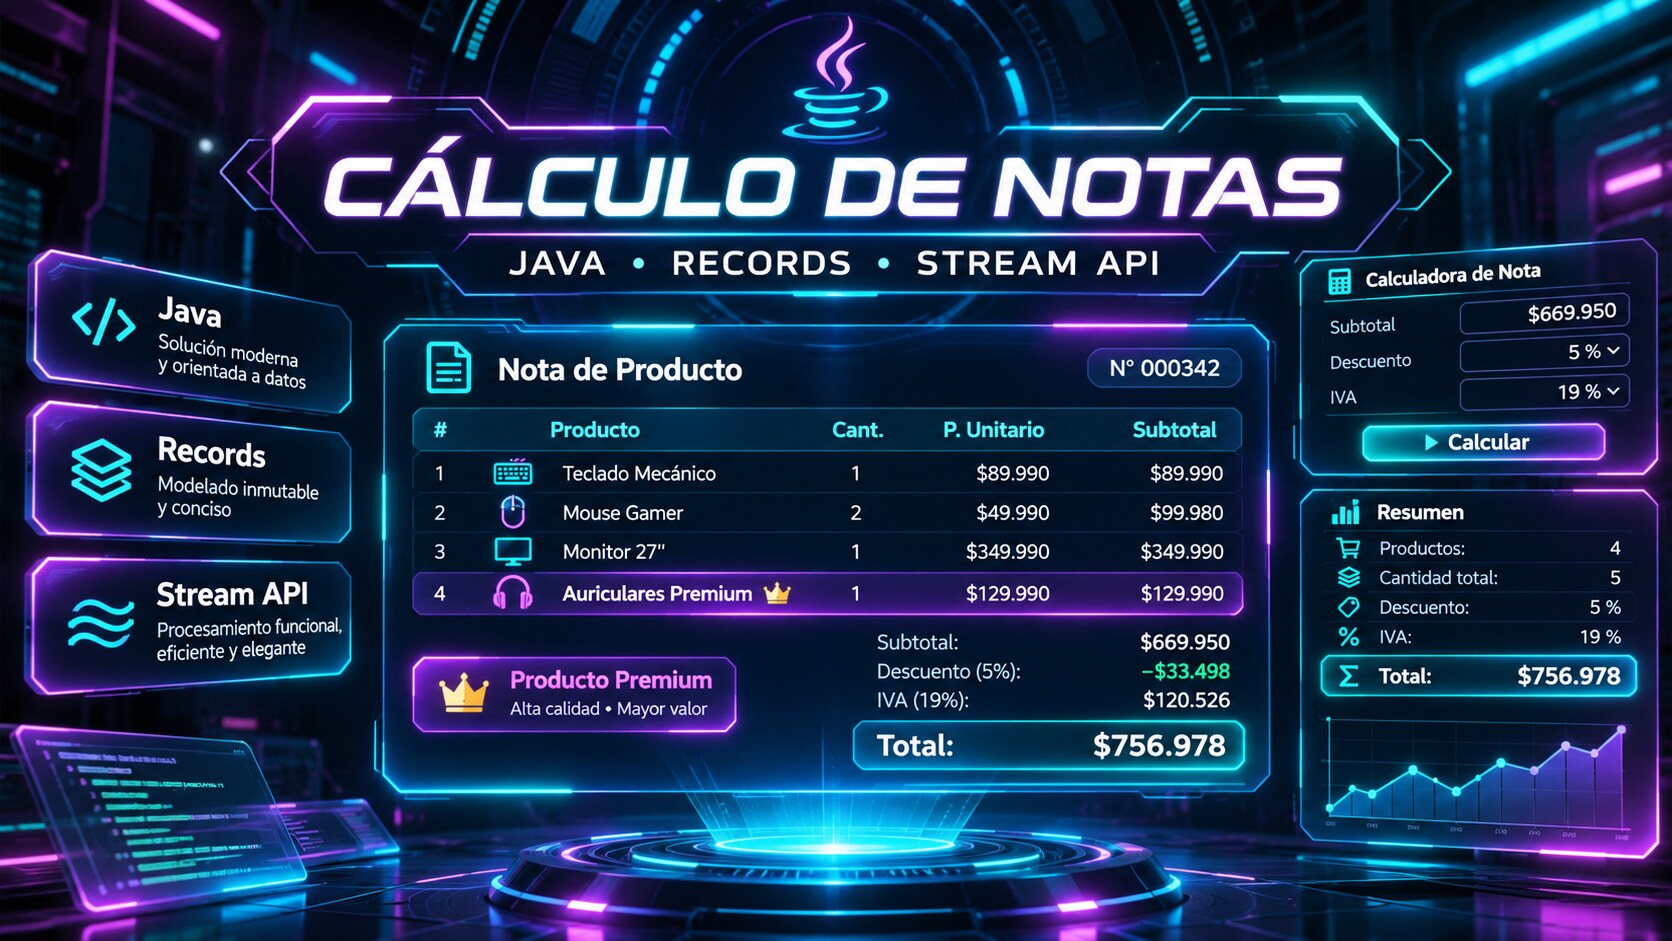 CÁLCULO DE NOTAS
JAVA • RECORDS • STREAM API
</> Java
Solución moderna
y orientada a datos
Records
Modelado inmutable
y conciso
Stream API
Procesamiento funcional,
eficiente y elegante
Nota de Producto
N° 000342
# Producto Cant. P. Unitario Subtotal
1 Teclado Mecánico 1 $89.990 $89.990
2 Mouse Gamer 2 $49.990 $99.980
3 Monitor 27" 1 $349.990 $349.990
4 Auriculares Premium 1 $129.990 $129.990
Producto Premium
Alta calidad • Mayor valor
Subtotal: $669.950
Descuento (5%): −$33.498
IVA (19%): $120.526
Total: $756.978
Calculadora de Nota
Subtotal $669.950
Descuento 5 %
IVA 19 %
Calcular
Resumen
Productos: 4
Cantidad total: 5
Descuento: 5 %
% IVA: 19 %
Σ Total: $756.978